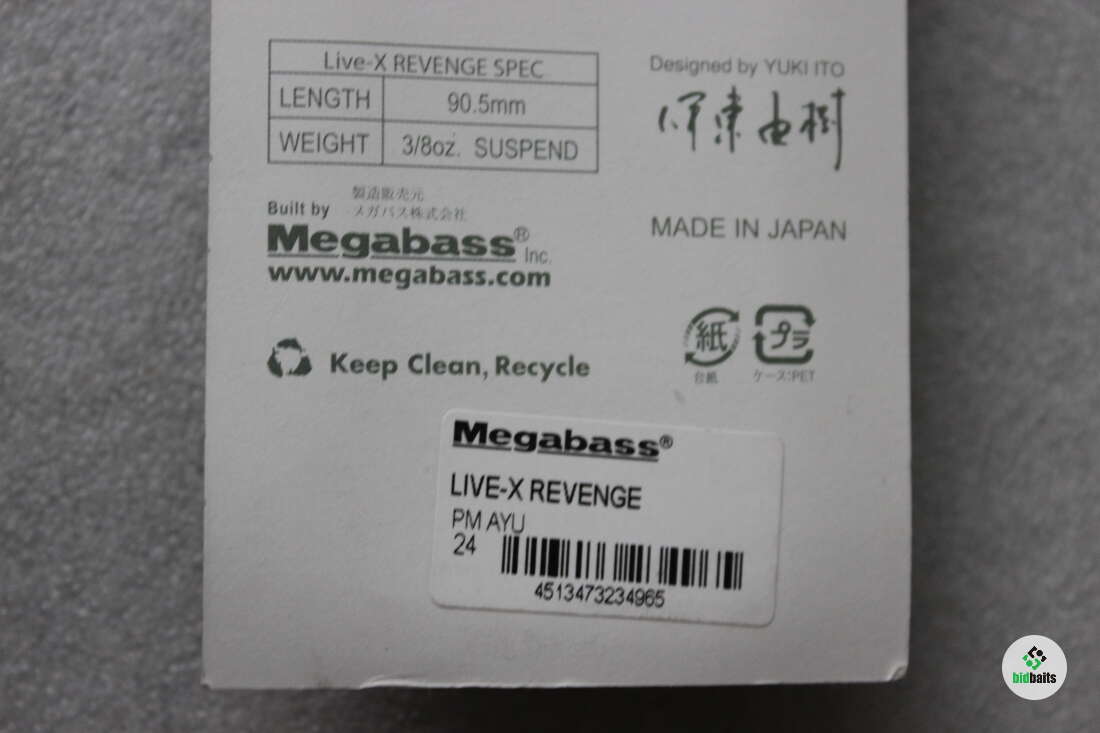 Live-X REVENGE SPEC
LENGTH 90.5mm
WEIGHT 3/8oz. SUSPEND
Designed by YUKI ITO
伊東由樹
製造販売元
Built by メガバス株式会社
Megabass® Inc.
www.megabass.com
MADE IN JAPAN
Keep Clean, Recycle
紙 プラ
台紙 ケース:PET
Megabass®
LIVE-X REVENGE
PM AYU
24
4513473234965
bidbaits